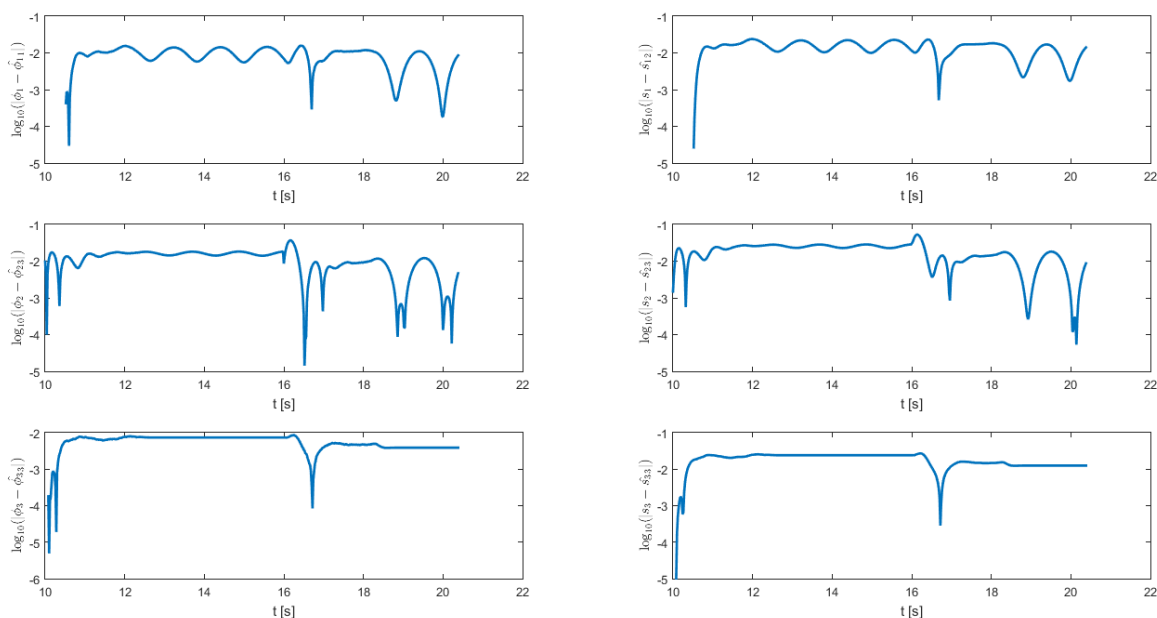 -1
-2
-3
-4
-5
10 12 14 16 18 20 22
t [s]
log₁₀(|ϕ₁ − ϕ̂₁₁|)
-1
-2
-3
-4
-5
10 12 14 16 18 20 22
t [s]
log₁₀(|s₁ − ŝ₁₂|)
-1
-2
-3
-4
-5
10 12 14 16 18 20 22
t [s]
log₁₀(|ϕ₂ − ϕ̂₂₃|)
-1
-2
-3
-4
-5
10 12 14 16 18 20 22
t [s]
log₁₀(|s₂ − ŝ₂₃|)
-2
-3
-4
-5
-6
10 12 14 16 18 20 22
t [s]
log₁₀(|ϕ₃ − ϕ̂₃₃|)
-1
-2
-3
-4
-5
10 12 14 16 18 20 22
t [s]
log₁₀(|s₃ − ŝ₃₃|)